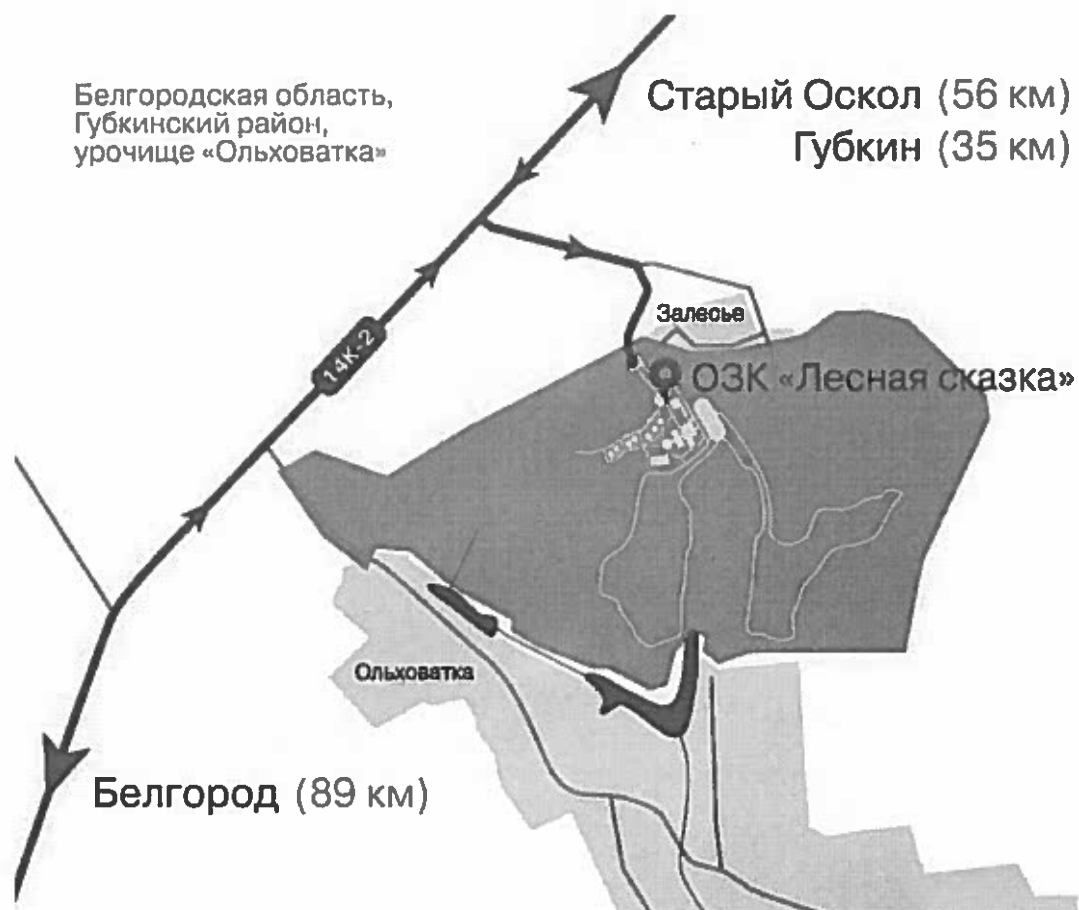 Белгородская область,
Губкинский район,
урочище «Ольховатка»
Старый Оскол (56 км)
Губкин (35 км)
Залесье
14К-2
ОЗК «Лесная сказка»
Ольховатка
Белгород (89 км)